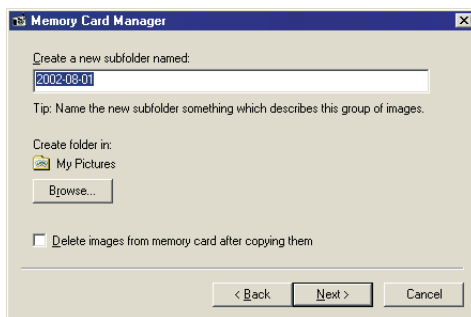 Memory Card Manager
Create a new subfolder named:
2002-08-01
Tip: Name the new subfolder something which describes this group of images.
Create folder in:
My Pictures
Browse...
Delete images from memory card after copying them
< Back Next > Cancel